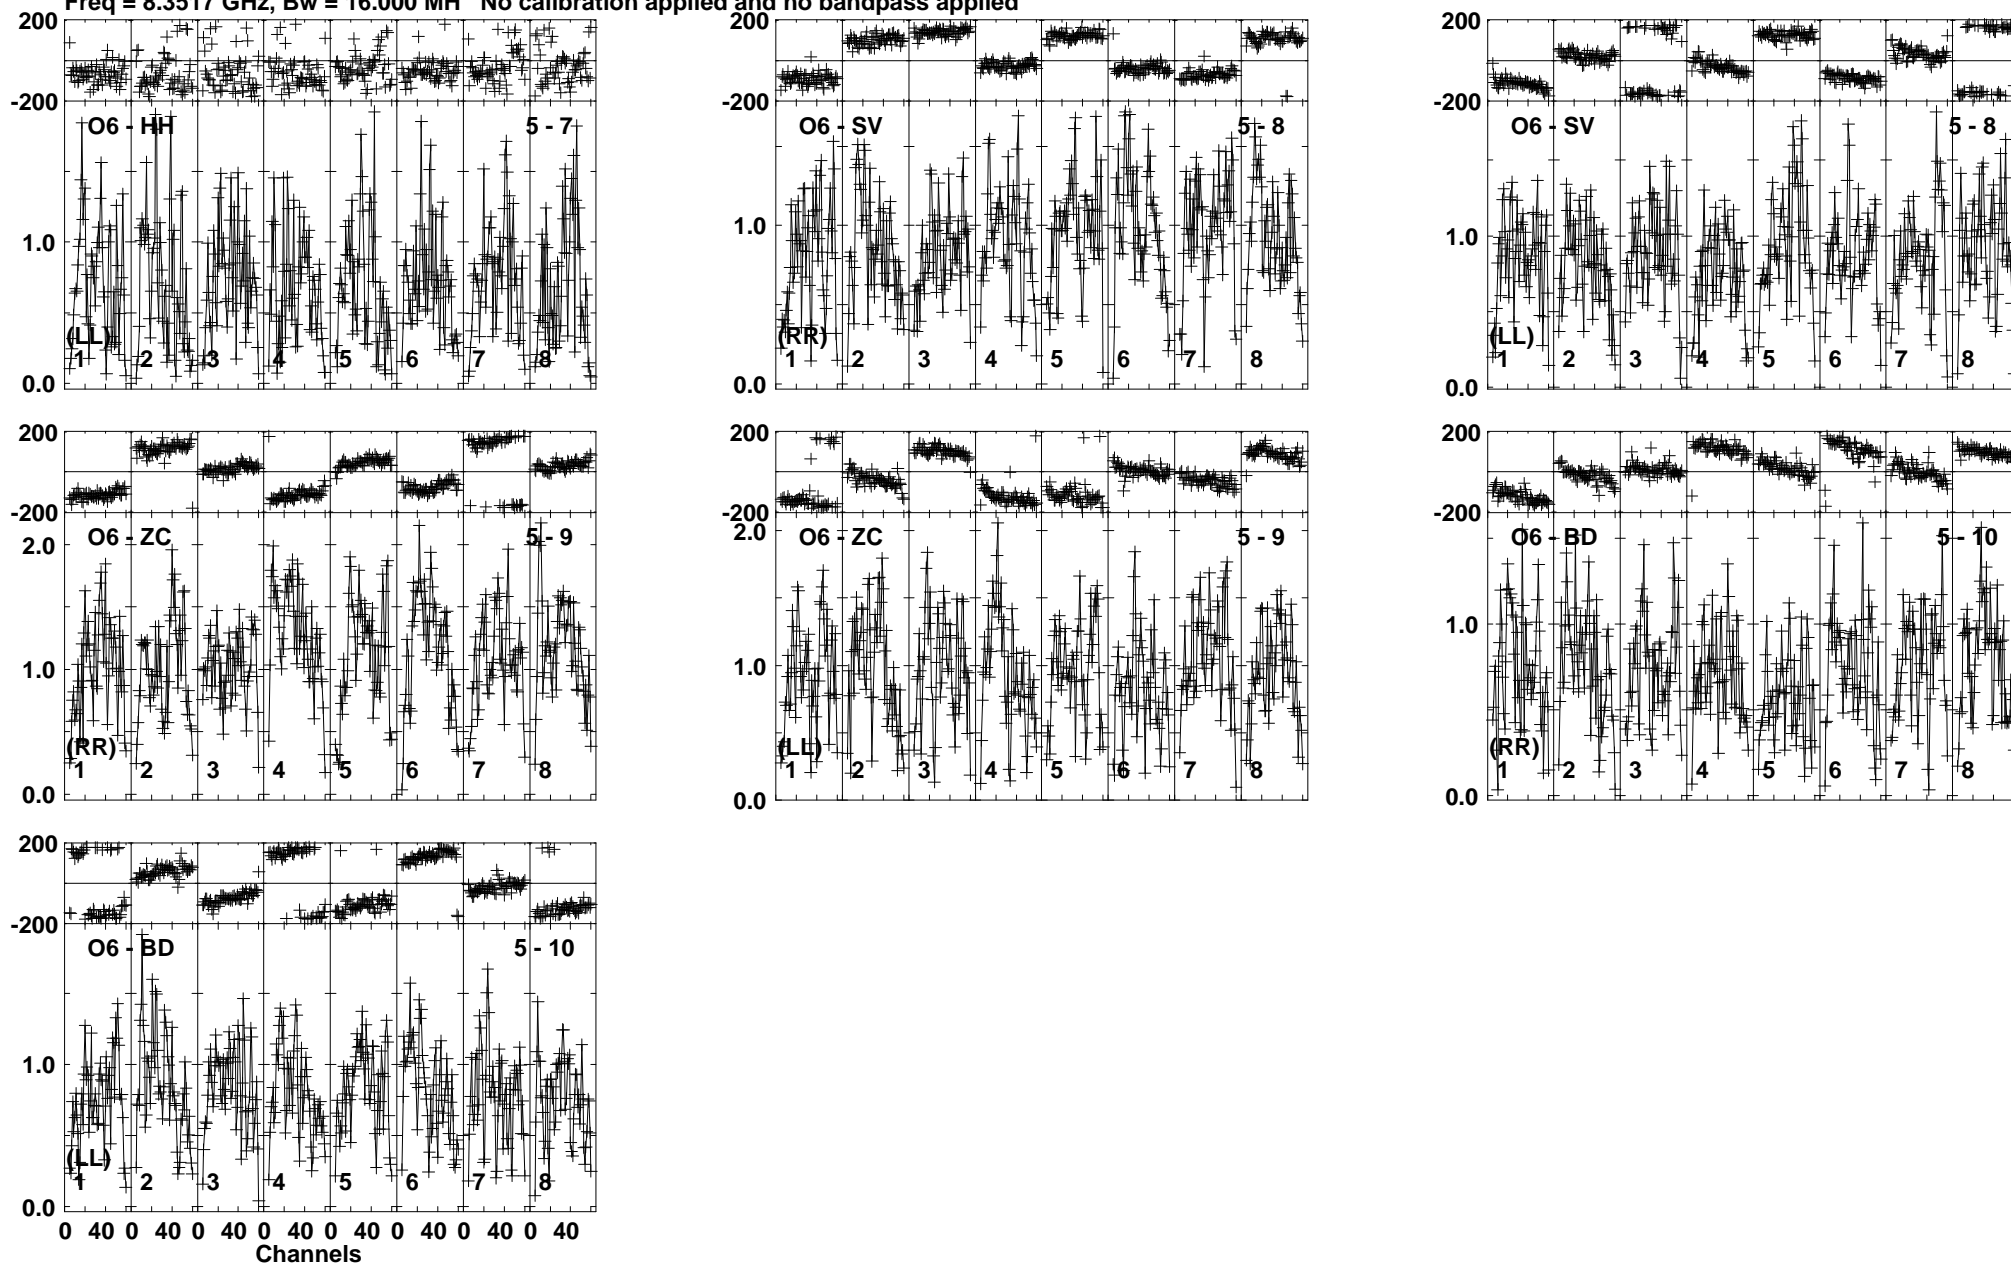 Freq = 8.3517 GHz, Bw = 16.000 MH   No calibration applied and no bandpass applied
200
-200
O6 - HH 5 - 7
1.0
(LL)
1 2 3 4 5 6 7 8
0.0
200
-200
O6 - SV 5 - 8
1.0
(RR)
1 2 3 4 5 6 7 8
0.0
200
-200
O6 - SV 5 - 8
1.0
(LL)
1 2 3 4 5 6 7 8
0.0
200
-200
O6 - ZC 5 - 9
2.0
1.0
(RR)
1 2 3 4 5 6 7 8
0.0
200
-200
O6 - ZC 5 - 9
2.0
1.0
(LL)
1 2 3 4 5 6 7 8
0.0
200
-200
O6 - BD 5 - 10
1.0
(RR)
1 2 3 4 5 6 7 8
0.0
200
-200
O6 - BD 5 - 10
1.0
(LL)
1 2 3 4 5 6 7 8
0.0
0 40 0 40 0 40 0 40 0 40 0 40 0 40 0 40
Channels